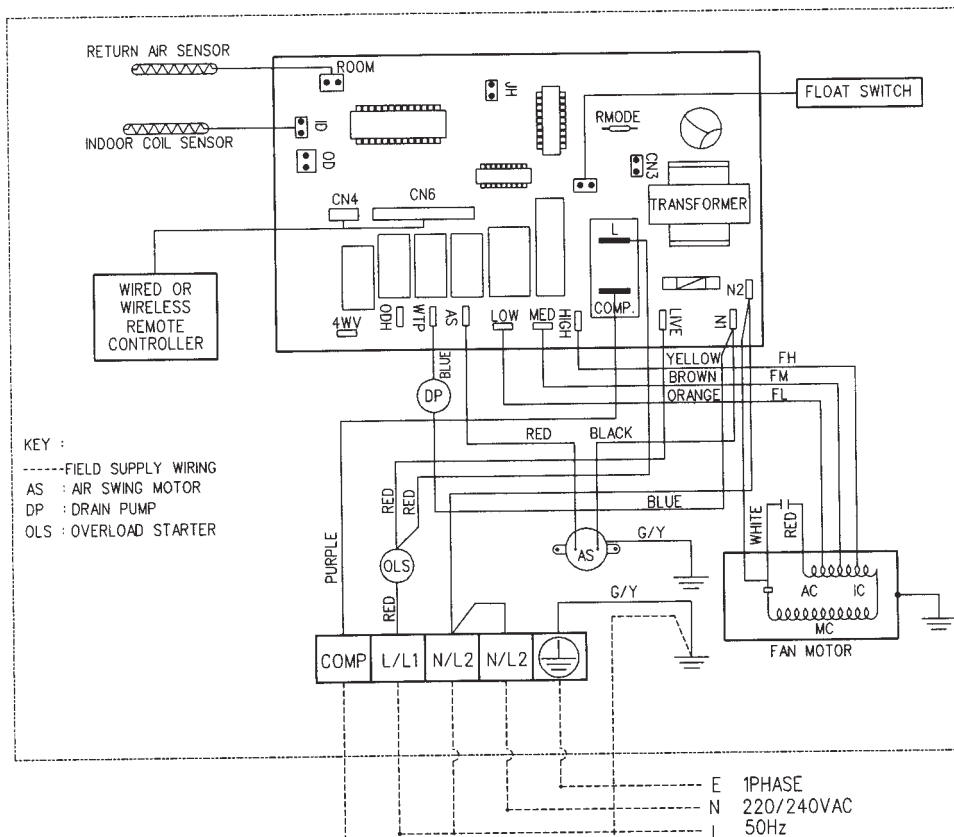 RETURN AIR SENSOR
ROOM
JH
FLOAT SWITCH
RMODE
ID
INDOOR COIL SENSOR
OD
CN3
CN4
CN6
TRANSFORMER
L
WIRED OR
WIRELESS
REMOTE
CONTROLLER
N2
COMP.
4WV
ODH
WTP
AS
LOW
MED
HIGH
LIVE
N1
BLUE
YELLOW
FH
BROWN
FM
ORANGE
FL
DP
RED
BLACK
KEY :
------FIELD SUPPLY WIRING
AS : AIR SWING MOTOR
DP : DRAIN PUMP
OLS : OVERLOAD STARTER
RED
RED
BLUE
WHITE
RED
G/Y
AS
PURPLE
OLS
RED
G/Y
AC
IC
MC
FAN MOTOR
COMP
L/L1
N/L2
N/L2
E 1PHASE
N 220/240VAC
50Hz